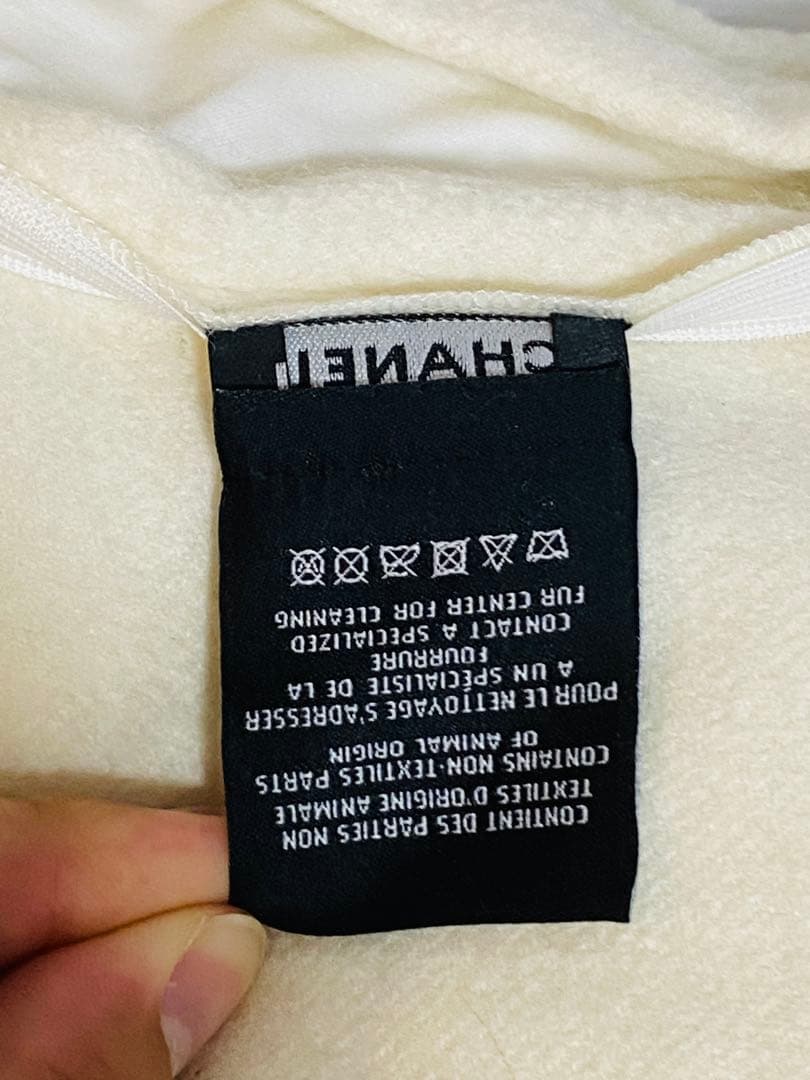 CONTIENT DES PARTIES NON
TEXTILES D'ORIGINE ANIMALE
CONTAINS NON-TEXTILES PARTS
OF ANIMAL ORIGIN
POUR LE NETTOYAGE S'ADRESSER
A UN SPÉCIALISTE DE LA
FOURRURE
CONTACT A SPECIALIZED
FUR CENTER FOR CLEANING
CHANEL